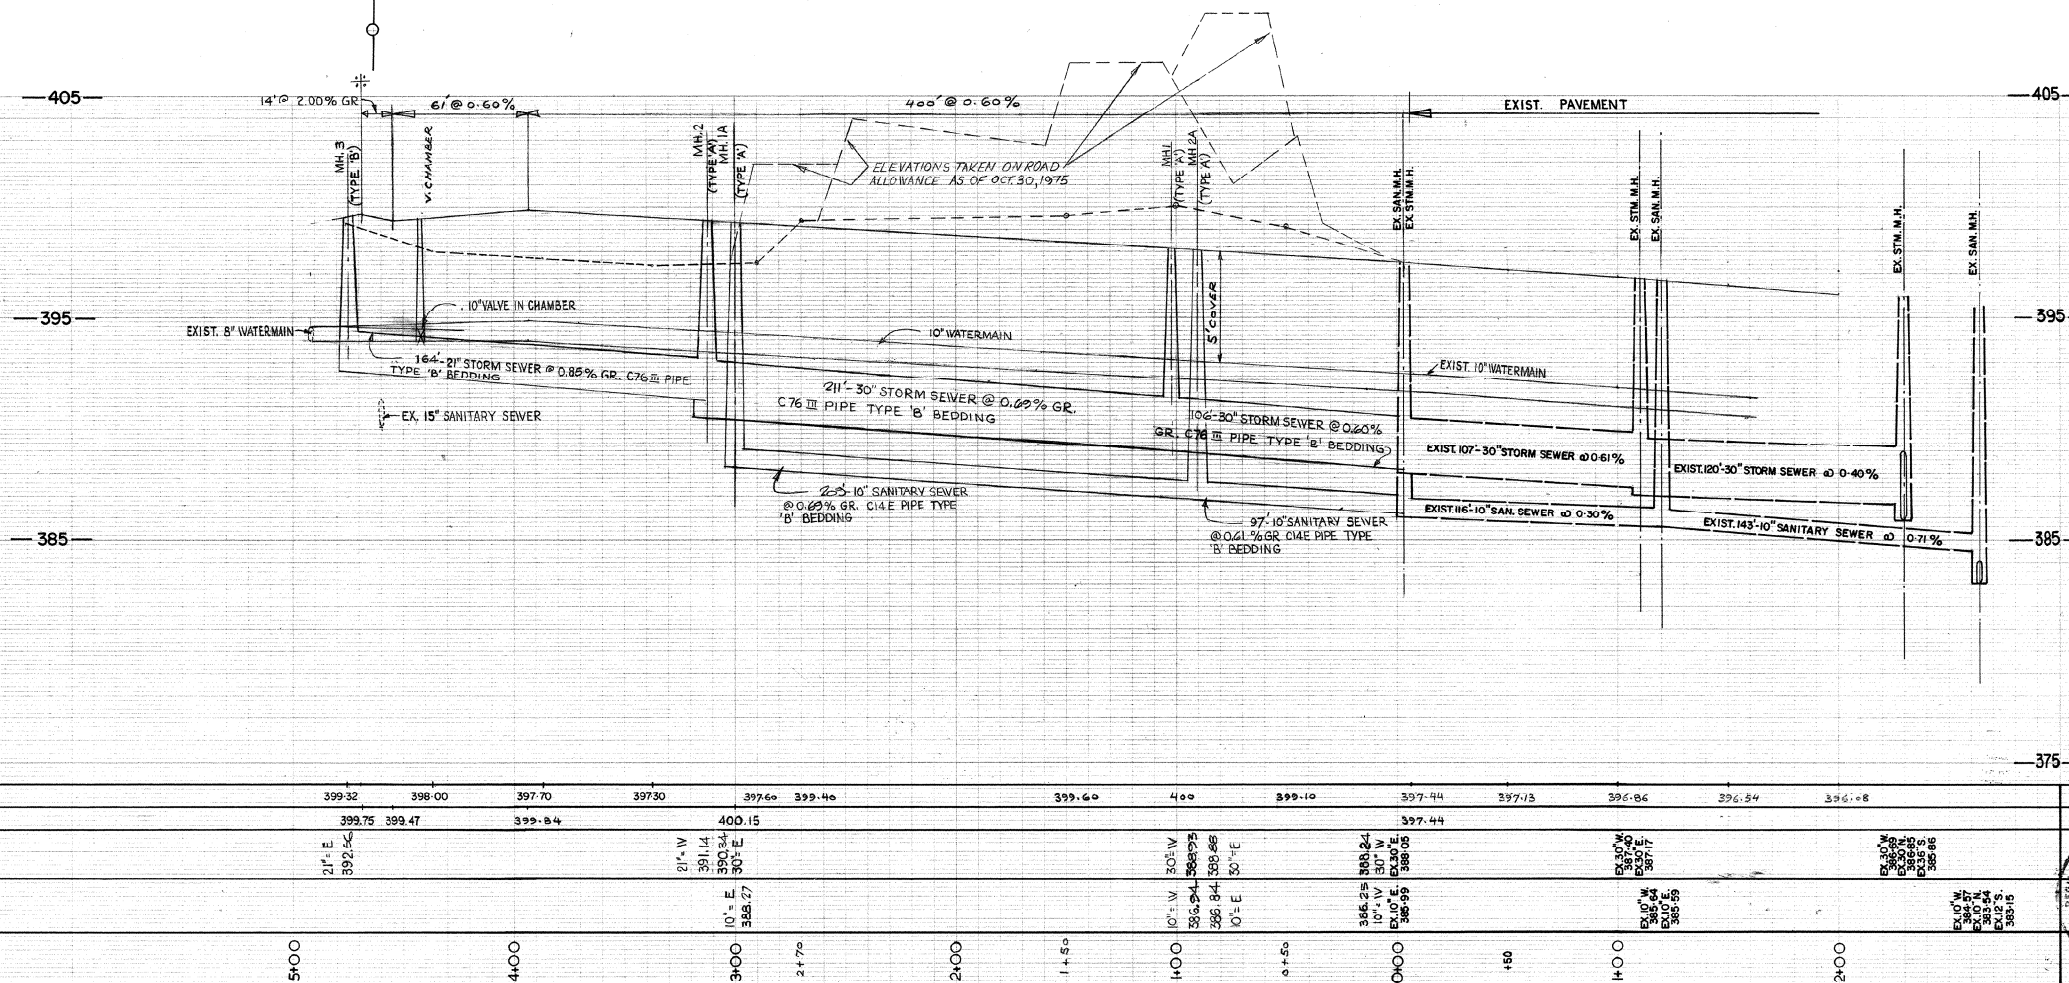 405
14' @ 2.00% GR
61' @ 0.60%
400' @ 0.60%
EXIST. PAVEMENT
405
MH. 3
(TYPE 'B')
V. CHAMBER
MH. 2
(TYPE 'A')
MH. 1A
(TYPE 'A')
ELEVATIONS TAKEN ON ROAD
ALLOWANCE AS OF OCT. 30, 1975
MH.1
(TYPE 'A')
MH 2A
(TYPE A')
EX. SAN. M.H.
EX. STM. M.H.
EX. STM. M.H.
EX. SAN. M.H.
EX. STM. M.H.
EX. SAN. M.H.
395
EXIST. 8" WATERMAIN
10" VALVE IN CHAMBER
10" WATERMAIN
5' COVER
EXIST. 10" WATERMAIN
395
164'-21" STORM SEWER @ 0.85% GR. C76 III PIPE
TYPE 'B' BEDDING
EX. 15" SANITARY SEWER
211'- 30" STORM SEWER @ 0.69% GR.
C76 III PIPE TYPE 'B' BEDDING
106'-30" STORM SEWER @ 0.60%
GR. C76 III PIPE TYPE 'B' BEDDING
EXIST. 107'-30" STORM SEWER @ 0.61%
EXIST. 120'-30" STORM SEWER @ 0.40%
10" SANITARY SEWER
@ 0.69% GR. C14E PIPE TYPE
'B' BEDDING
97'-10" SANITARY SEWER
@ 0.61% GR C14E PIPE TYPE
'B' BEDDING
EXIST. 116'-10" SAN. SEWER @ 0.30%
EXIST. 143'-10" SANITARY SEWER @ 0.71%
385
385
375
399.32 398.00 397.70 397.30 397.60 399.40 399.60 400 399.10 397.44 397.13 396.86 396.54 396.08
399.75 399.47 399.84 400.15 397.44
21" = E
392.56
21" = W
391.14
390.34
30" = E
30" = W
388.93
388.88
30" = E
388.24
30" W
EX.30" E.
388.05
EX.30" W.
387.40
EX.30" E.
387.17
EX.30" W.
386.69
EX.30" N.
386.85
EX.36" S.
385.86
10" = E
388.27
10" = W
386.94
386.84
10" = E
386.25
10" = W
EX.10" E.
385.99
EX.10" W.
385.64
EX.10" E.
385.59
EX.10" W.
384.57
EX.10" N.
383.54
EX.12" S.
383.15
5+00 4+00 3+00 2+70 2+00 1+50 1+00 0+50 0+00 +50 1+00 2+00